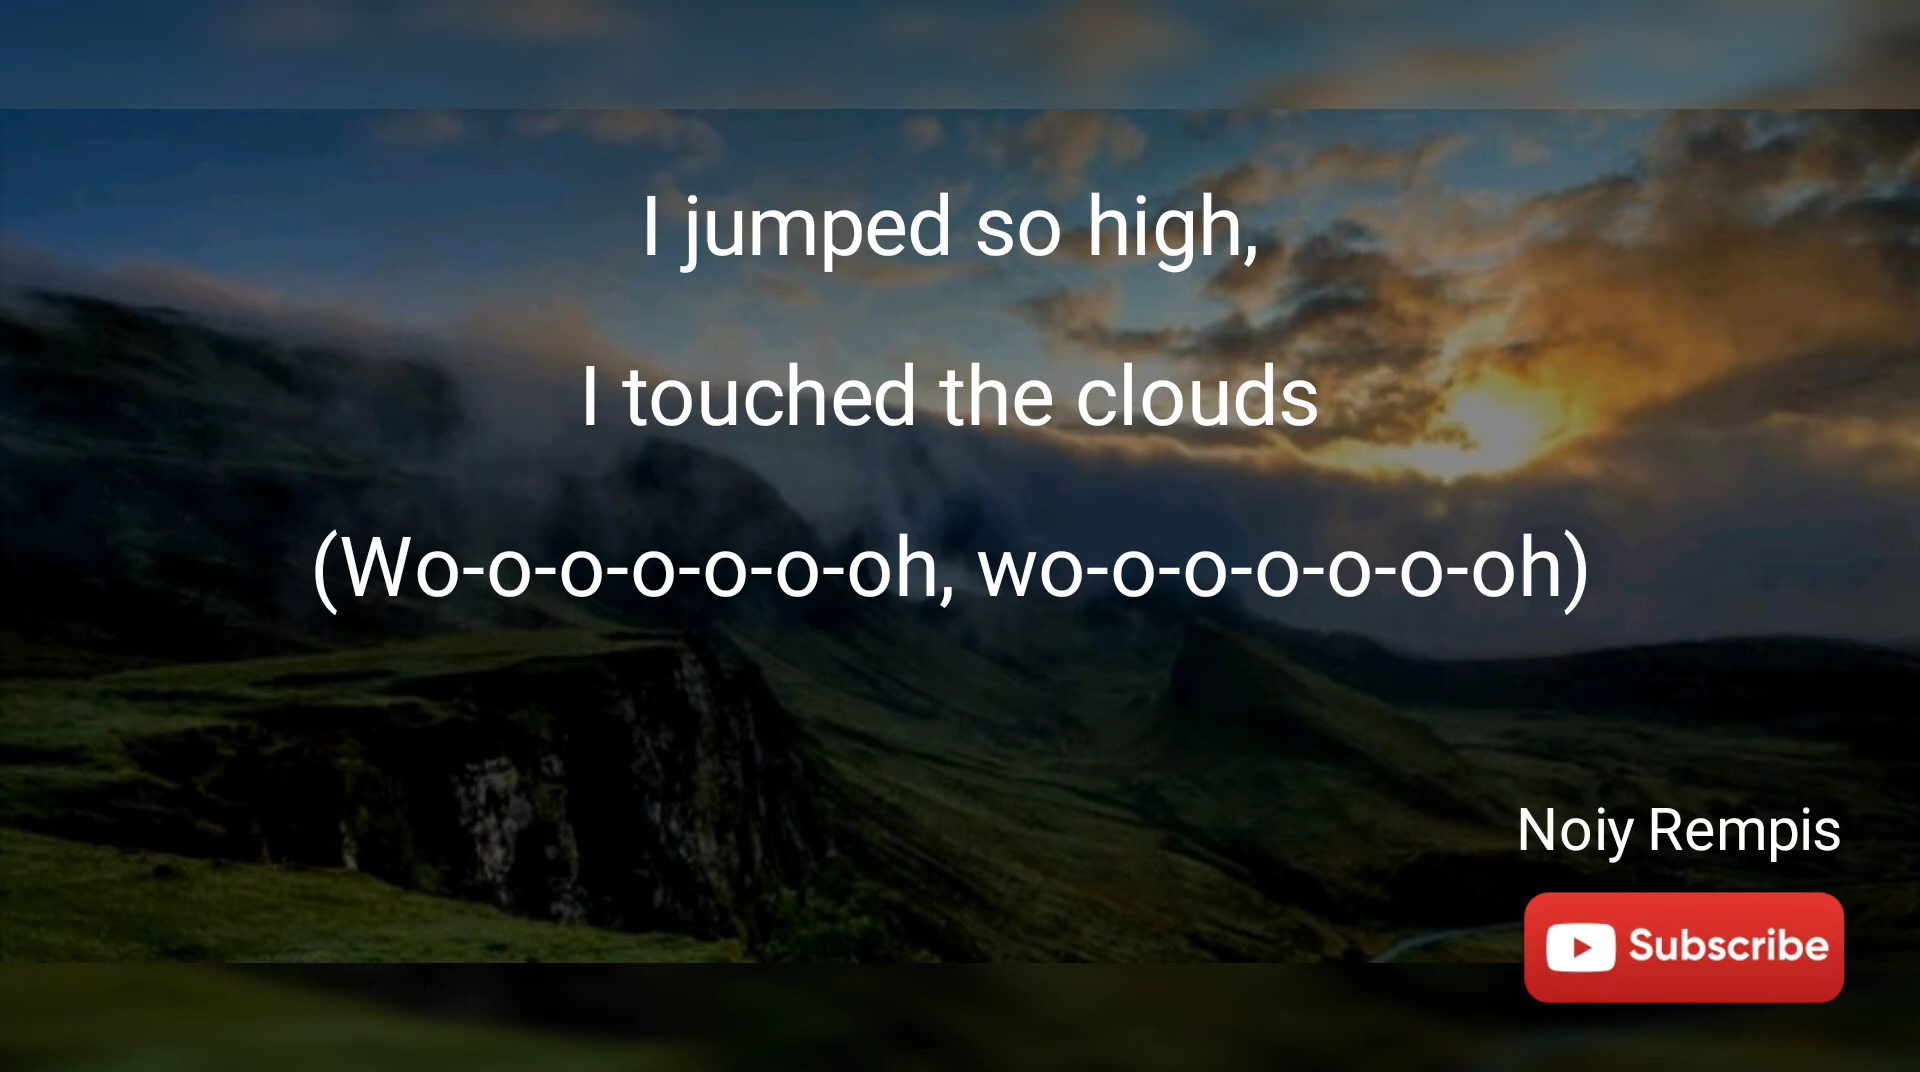 I jumped so high,
I touched the clouds
(Wo-o-o-o-o-o-oh, wo-o-o-o-o-o-oh)
Noiy Rempis
Subscribe